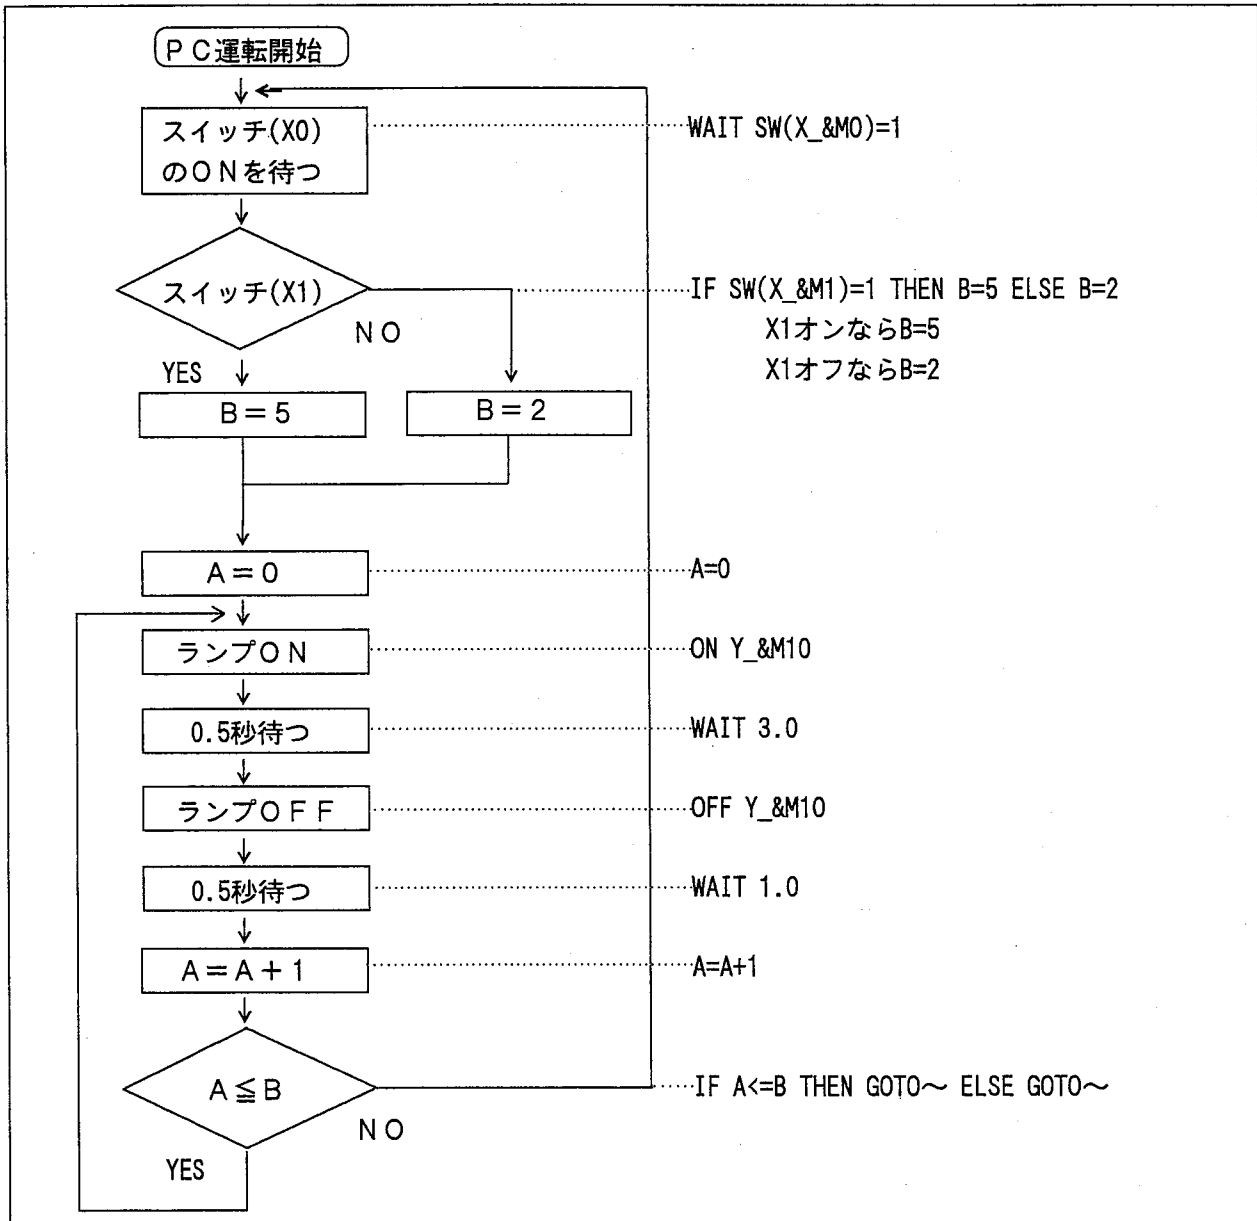 ＰＣ運転開始
スイッチ(X0)
のＯＮを待つ
WAIT SW(X_&M0)=1
スイッチ(X1)
IF SW(X_&M1)=1 THEN B=5 ELSE B=2
ＮＯ
X1オンならB=5
YES
X1オフならB=2
Ｂ＝５
Ｂ＝２
Ａ＝０
A=0
ランプＯＮ
ON Y_&M10
0.5秒待つ
WAIT 3.0
ランプＯＦＦ
OFF Y_&M10
0.5秒待つ
WAIT 1.0
Ａ＝Ａ＋１
A=A+1
Ａ≦Ｂ
IF A<=B THEN GOTO～ ELSE GOTO～
ＮＯ
YES